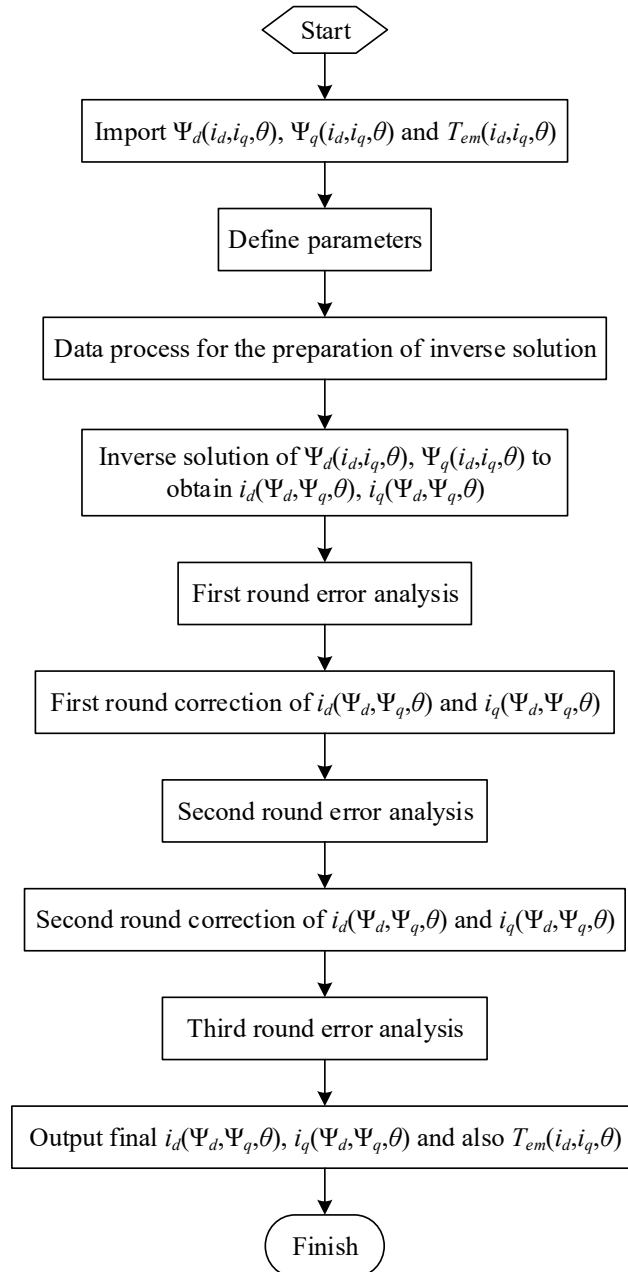 Start
Import Ψd(id,iq,θ), Ψq(id,iq,θ) and Tem(id,iq,θ)
Define parameters
Data process for the preparation of inverse solution
Inverse solution of Ψd(id,iq,θ), Ψq(id,iq,θ) to
obtain id(Ψd,Ψq,θ), iq(Ψd,Ψq,θ)
First round error analysis
First round correction of id(Ψd,Ψq,θ) and iq(Ψd,Ψq,θ)
Second round error analysis
Second round correction of id(Ψd,Ψq,θ) and iq(Ψd,Ψq,θ)
Third round error analysis
Output final id(Ψd,Ψq,θ), iq(Ψd,Ψq,θ) and also Tem(id,iq,θ)
Finish